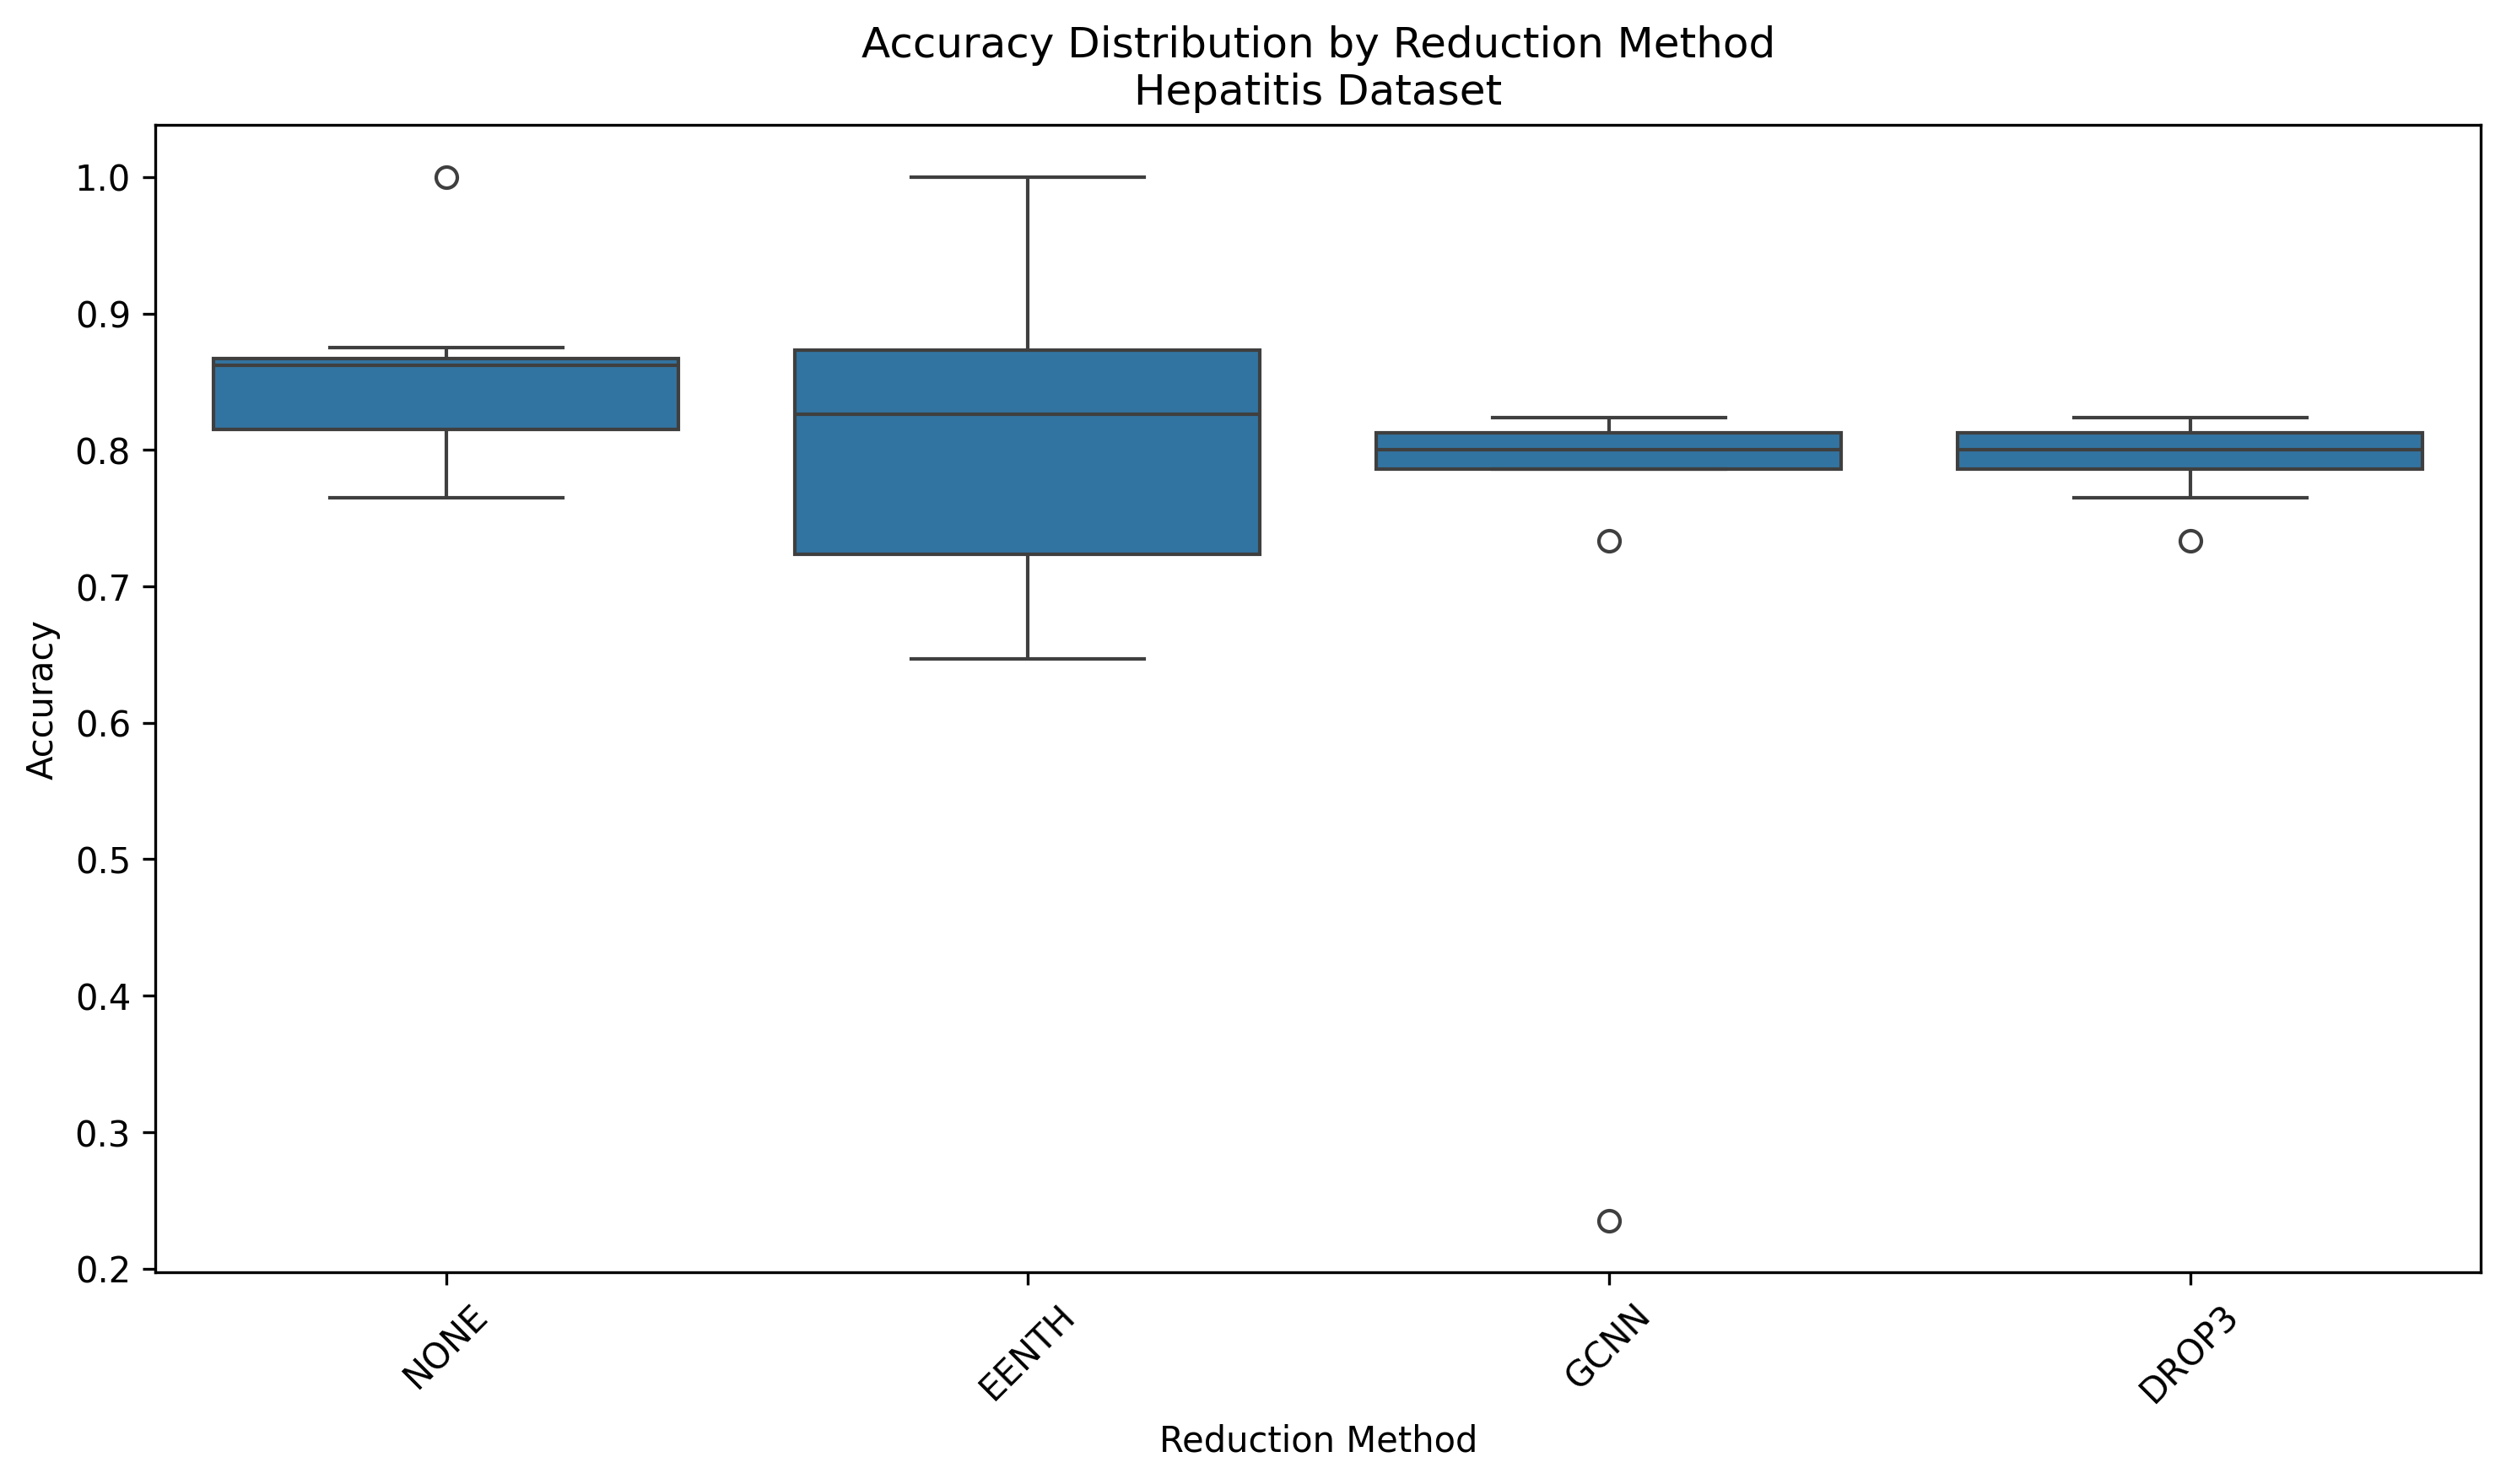 Accuracy Distribution by Reduction Method
Hepatitis Dataset
1.0
0.9
0.8
0.7
0.6
0.5
0.4
0.3
0.2
Accuracy
NONE
EENTH
GCNN
DROP3
Reduction Method